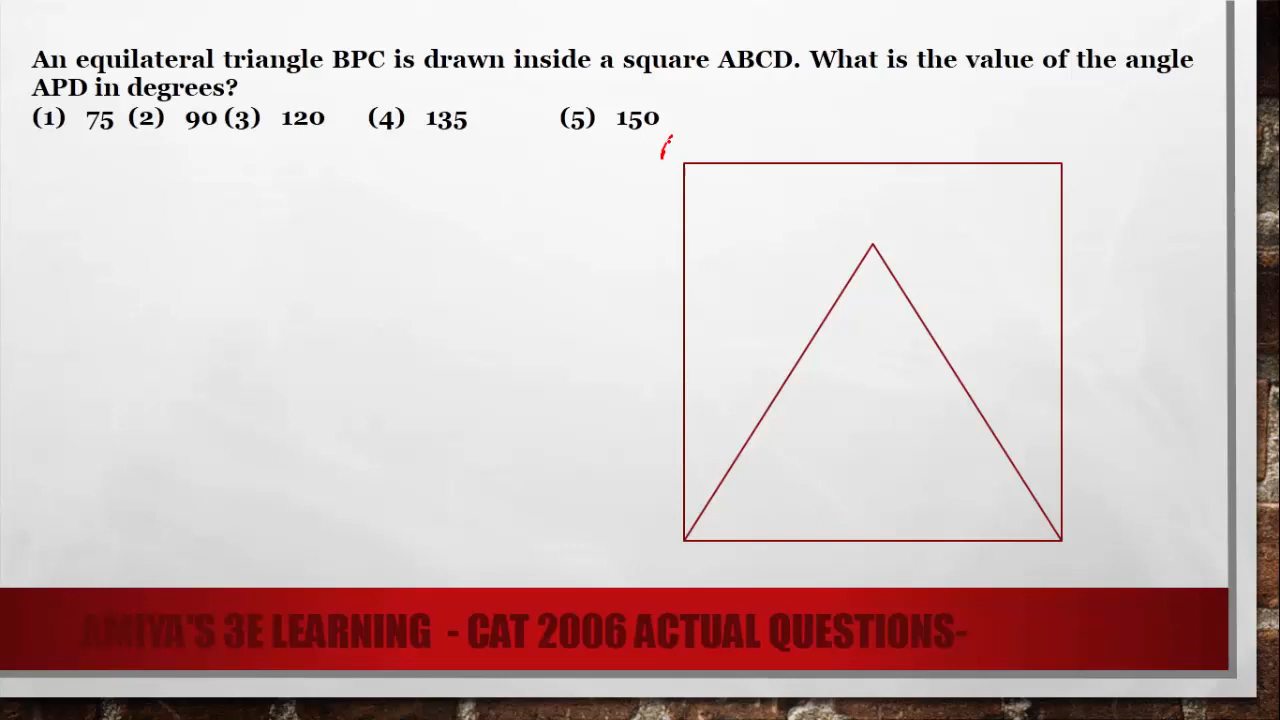 An equilateral triangle BPC is drawn inside a square ABCD. What is the value of the angle
APD in degrees?
(1) 75 (2) 90 (3) 120 (4) 135 (5) 150
AMIYA'S 3E LEARNING - CAT 2006 ACTUAL QUESTIONS-